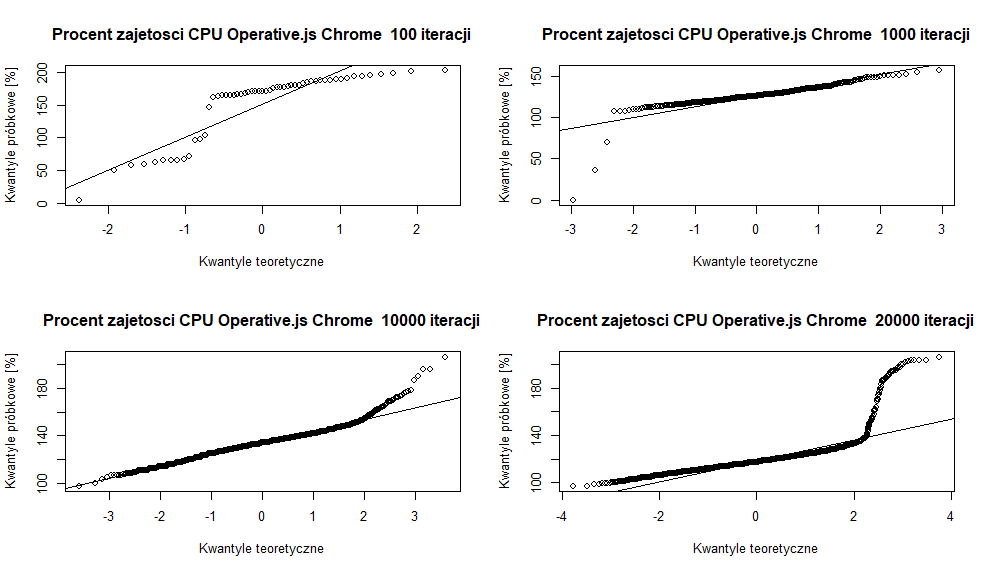 Procent zajetosci CPU Operative.js Chrome  100 iteracji
Kwantyle próbkowe [%]
0 50 100 150 200
-2 -1 0 1 2
Kwantyle teoretyczne
Procent zajetosci CPU Operative.js Chrome  1000 iteracji
Kwantyle próbkowe [%]
0 50 100 150
-3 -2 -1 0 1 2 3
Kwantyle teoretyczne
Procent zajetosci CPU Operative.js Chrome  10000 iteracji
Kwantyle próbkowe [%]
100 140 180
-3 -2 -1 0 1 2 3
Kwantyle teoretyczne
Procent zajetosci CPU Operative.js Chrome  20000 iteracji
Kwantyle próbkowe [%]
100 140 180
-4 -2 0 2 4
Kwantyle teoretyczne